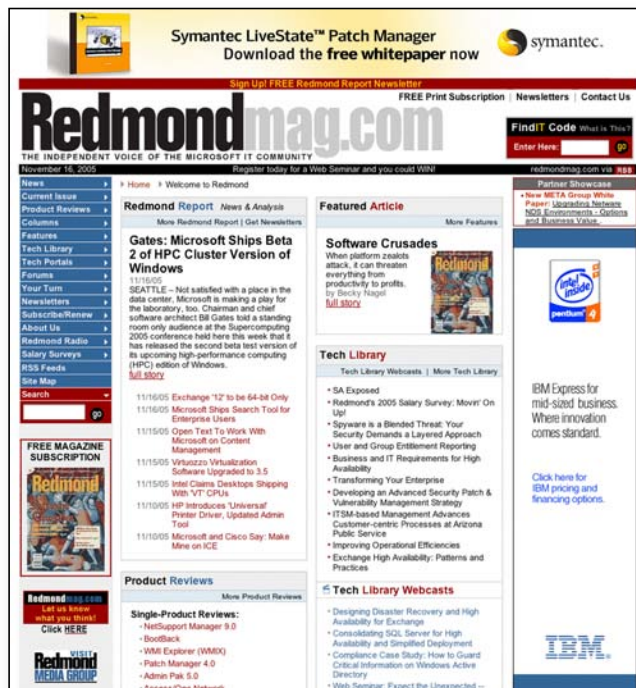 Symantec LiveState™ Patch Manager
Download the free whitepaper now
symantec.
Sign Up! FREE Redmond Report Newsletter
FREE Print Subscription | Newsletters | Contact Us
Redmondmag.com
THE INDEPENDENT VOICE OF THE MICROSOFT IT COMMUNITY
FindIT Code What is This?
Enter Here: go
November 16, 2005
Register today for a Web Seminar and you could WIN!
redmondmag.com via RSS
News
Current Issue
Product Reviews
Columns
Features
Tech Library
Tech Portals
Forums
Your Turn
Newsletters
Subscribe/Renew
About Us
Redmond Radio
Salary Surveys
RSS Feeds
Site Map
Search
go
FREE MAGAZINE
SUBSCRIPTION
Redmond
Redmondmag.com
Let us know
what you think!
Click HERE
VISIT
Redmond
MEDIA GROUP
Home
Welcome to Redmond
Redmond Report News & Analysis
More Redmond Report | Get Newsletters
Gates: Microsoft Ships Beta
2 of HPC Cluster Version of
Windows
11/16/05
SEATTLE – Not satisfied with a place in the
data center, Microsoft is making a play for
the laboratory, too. Chairman and chief
software architect Bill Gates told a standing
room only audience at the Supercomputing
2005 conference held here this week that it
has released the second beta test version of
its upcoming high-performance computing
(HPC) edition of Windows.
full story
11/16/05 Exchange '12' to be 64-bit Only
11/16/05 Microsoft Ships Search Tool for
Enterprise Users
11/15/05 Open Text To Work With
Microsoft on Content
Management
11/15/05 Virtuozzo Virtualization
Software Upgraded to 3.5
11/15/05 Intel Claims Desktops Shipping
With 'VT' CPUs
11/10/05 HP Introduces 'Universal'
Printer Driver, Updated Admin
Tool
11/10/05 Microsoft and Cisco Say: Make
Mine on ICE
Product Reviews
More Product Reviews
Single-Product Reviews:
NetSupport Manager 9.0
BootBack
WMI Explorer (WMIX)
Patch Manager 4.0
Admin Pak 5.0
Featured Article
More Features
Software Crusades
When platform zealots
attack, it can threaten
everything from
productivity to profits.
by Becky Nagel
full story
Redmond
Tech Library
Tech Library Webcasts | More Tech Library
SA Exposed
Redmond's 2005 Salary Survey: Movin' On
Up!
Spyware is a Blended Threat: Your
Security Demands a Layered Approach
User and Group Entitlement Reporting
Business and IT Requirements for High
Availability
Transforming Your Enterprise
Developing an Advanced Security Patch &
Vulnerability Management Strategy
ITSM-based Management Advances
Customer-centric Processes at Arizona
Public Service
Improving Operational Efficiencies
Exchange High Availability: Patterns and
Practices
Tech Library Webcasts
Designing Disaster Recovery and High
Availability for Exchange
Consolidating SQL Server for High
Availability and Simplified Deployment
Compliance Case Study: How to Guard
Critical Information on Windows Active
Directory
Web Seminar: Expect the Unexpected --
Partner Showcase
New META Group White
Paper: Upgrading Netware
NDS Environments - Options
and Business Value
intel
inside
pentium 4
IBM Express for
mid-sized business.
Where innovation
comes standard.
Click here for
IBM pricing and
financing options.
IBM